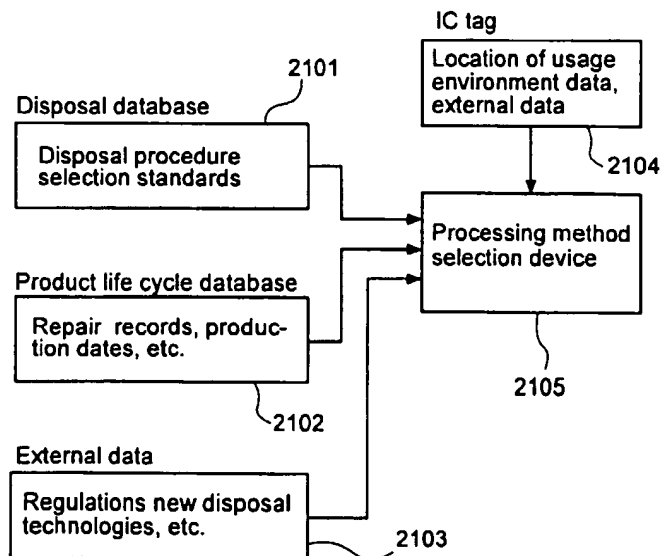 IC tag
Location of usage
environment data,
external data
2104
2101
Disposal database
Disposal procedure
selection standards
Processing method
selection device
2105
Product life cycle database
Repair records, produc-
tion dates, etc.
2102
External data
Regulations new disposal
technologies, etc.
2103